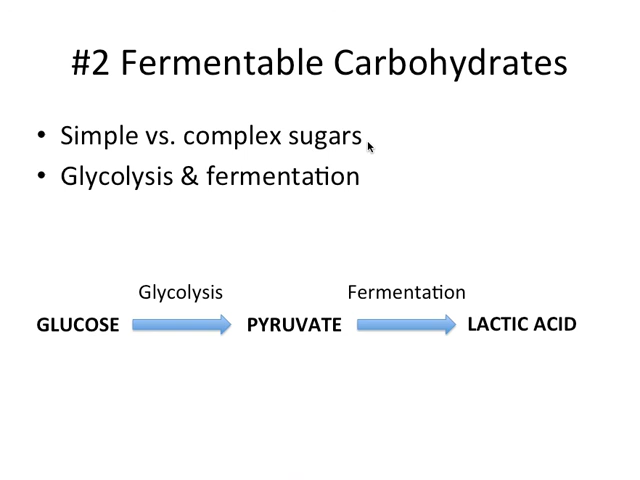 #2 Fermentable Carbohydrates
• Simple vs. complex sugars
• Glycolysis & fermentation
Glycolysis Fermentation
GLUCOSE PYRUVATE LACTIC ACID